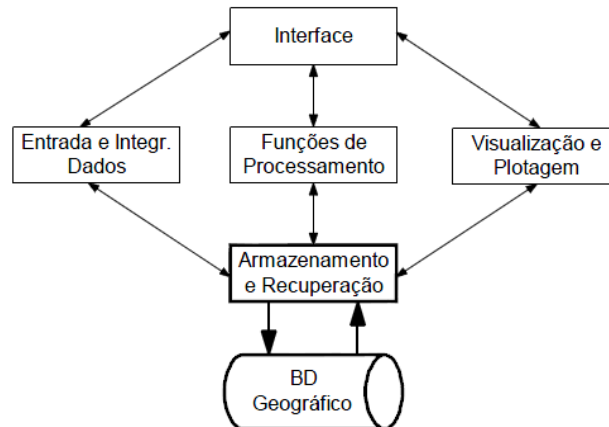 Interface
Entrada e Integr.
Dados
Funções de
Processamento
Visualização e
Plotagem
Armazenamento
e Recuperação
BD
Geográfico